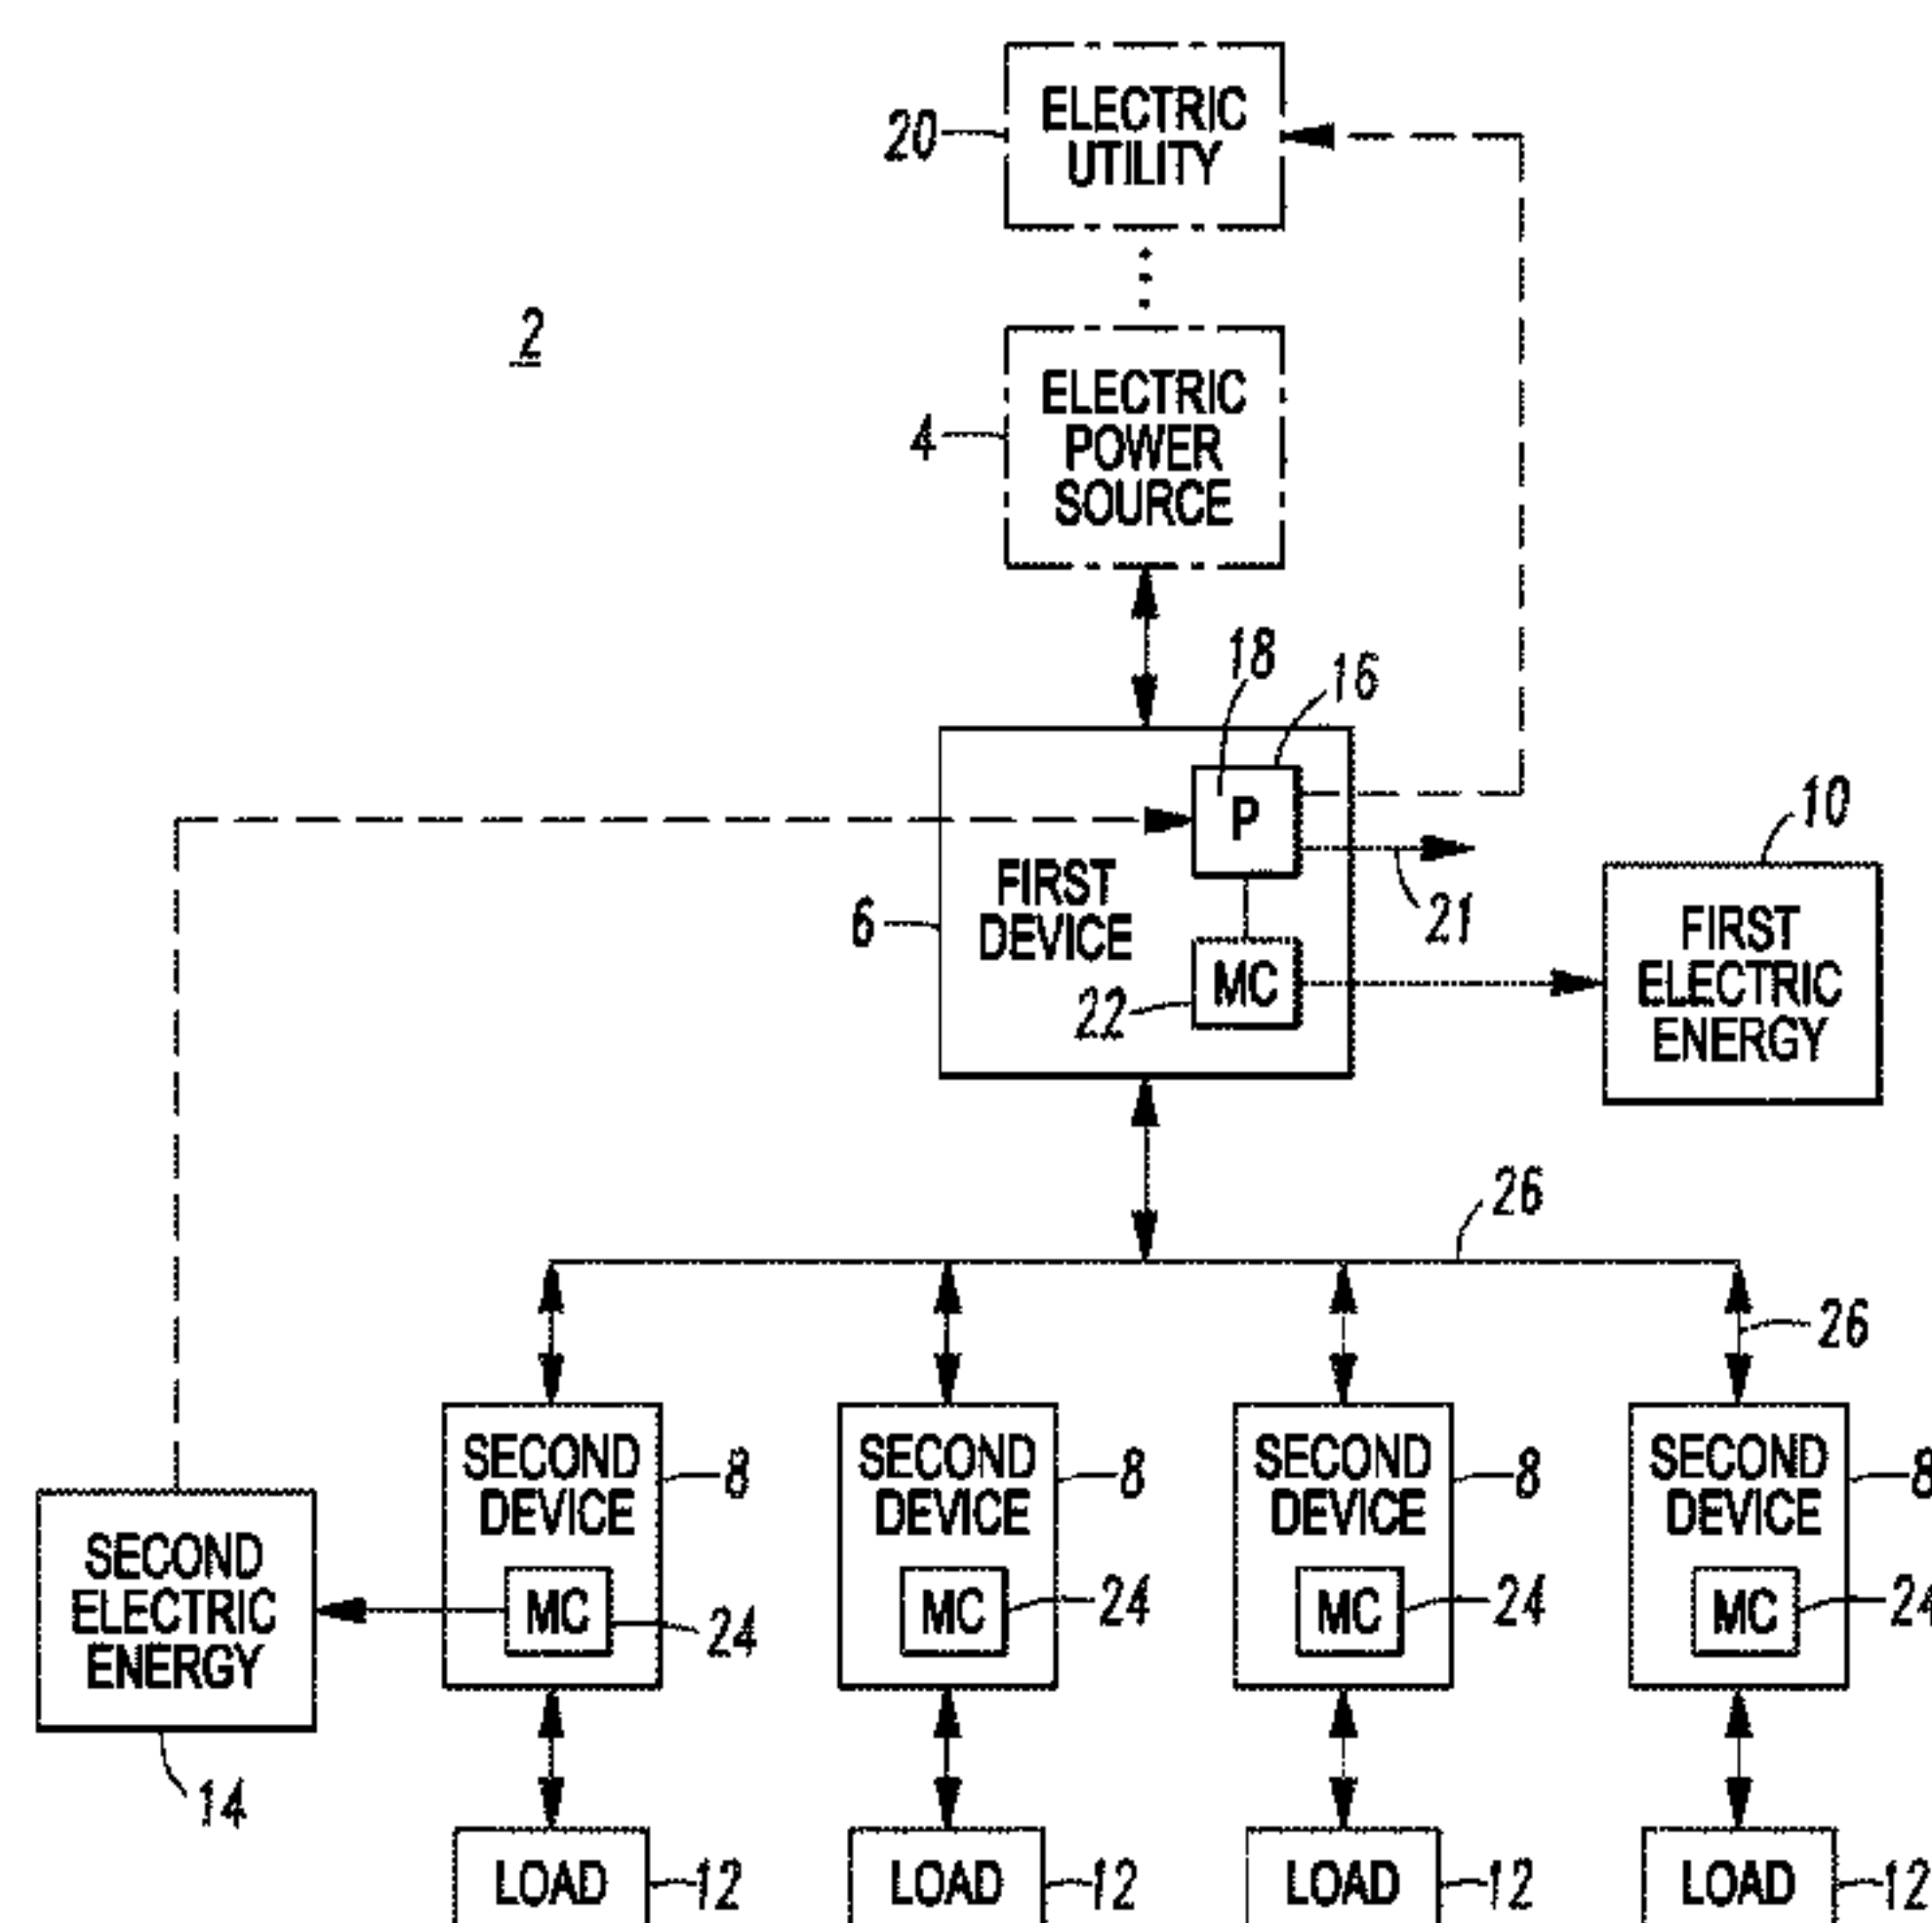 20
ELECTRIC
UTILITY
2
4
ELECTRIC
POWER
SOURCE
18
16
10
P
6
FIRST
DEVICE
21
22
MC
FIRST
ELECTRIC
ENERGY
26
26
SECOND
DEVICE
8
SECOND
DEVICE
8
SECOND
DEVICE
8
SECOND
DEVICE
8
SECOND
ELECTRIC
ENERGY
MC
24
MC
24
MC
24
MC
24
14
LOAD
12
LOAD
12
LOAD
12
LOAD
12